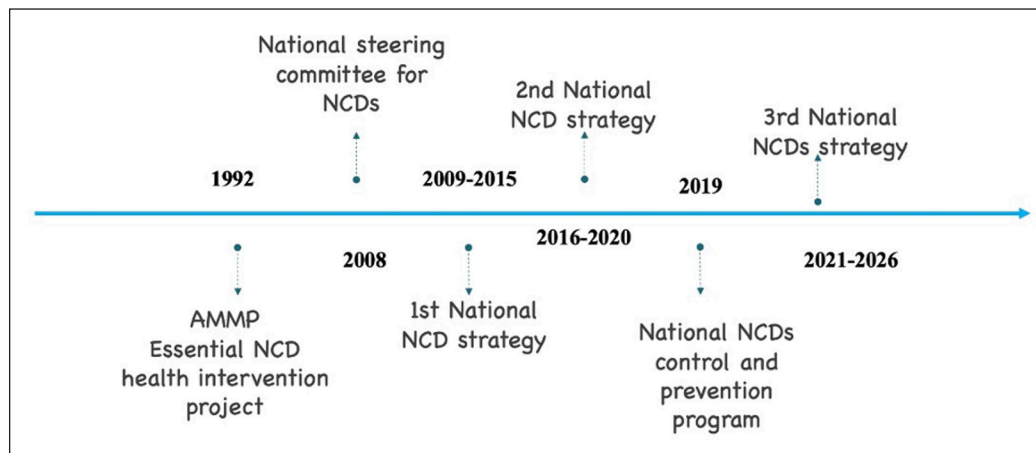 National steering
committee for
NCDs
2nd National
NCD strategy
3rd National
NCDs strategy
1992
2009-2015
2019
2008
2016-2020
2021-2026
AMMP
Essential NCD
health intervention
project
1st National
NCD strategy
National NCDs
control and
prevention
program